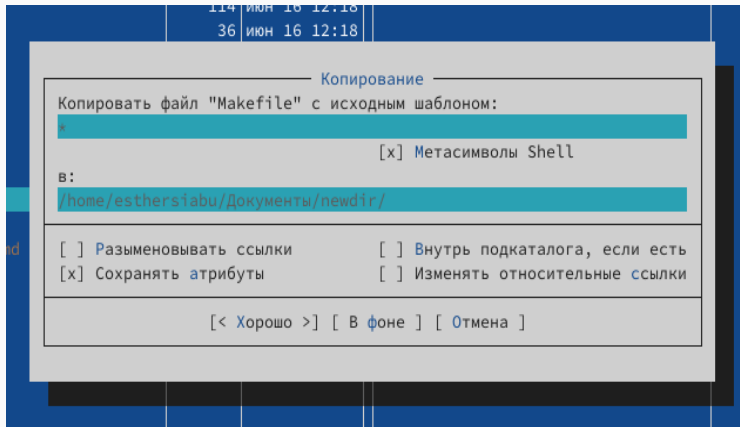 114 июн 16 12:18
36 июн 16 12:18
Копирование
Копировать файл "Makefile" с исходным шаблоном:
*
[x] Метасимволы Shell
в:
/home/esthersiabu/Документы/newdir/
md
[ ] Разыменовывать ссылки [ ] Внутрь подкаталога, если есть
[x] Сохранять атрибуты [ ] Изменять относительные ссылки
[< Хорошо >] [ В фоне ] [ Отмена ]